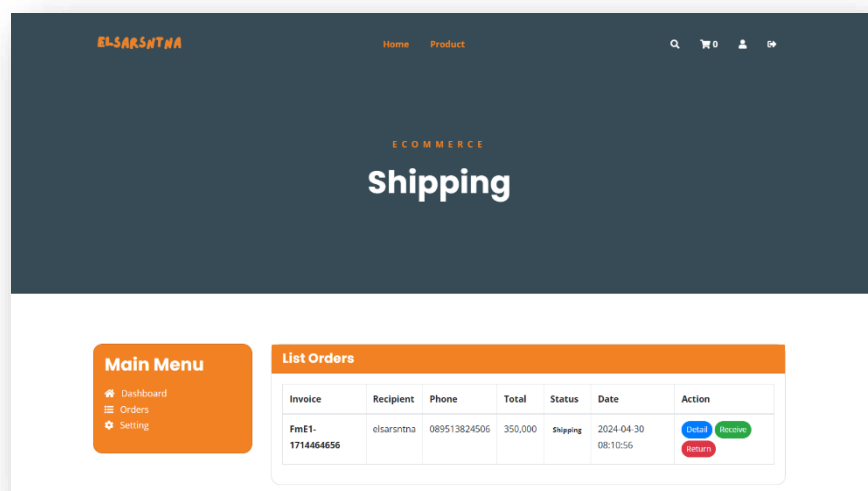 ELSARSNTNA
Home Product
0
ECOMMERCE
Shipping
Main Menu
Dashboard
Orders
Setting
List Orders
Invoice Recipient Phone Total Status Date Action
FmE1- elsarsntna 089513824506 350,000 Shipping 2024-04-30 Detail Receive
1714464656 08:10:56 Return